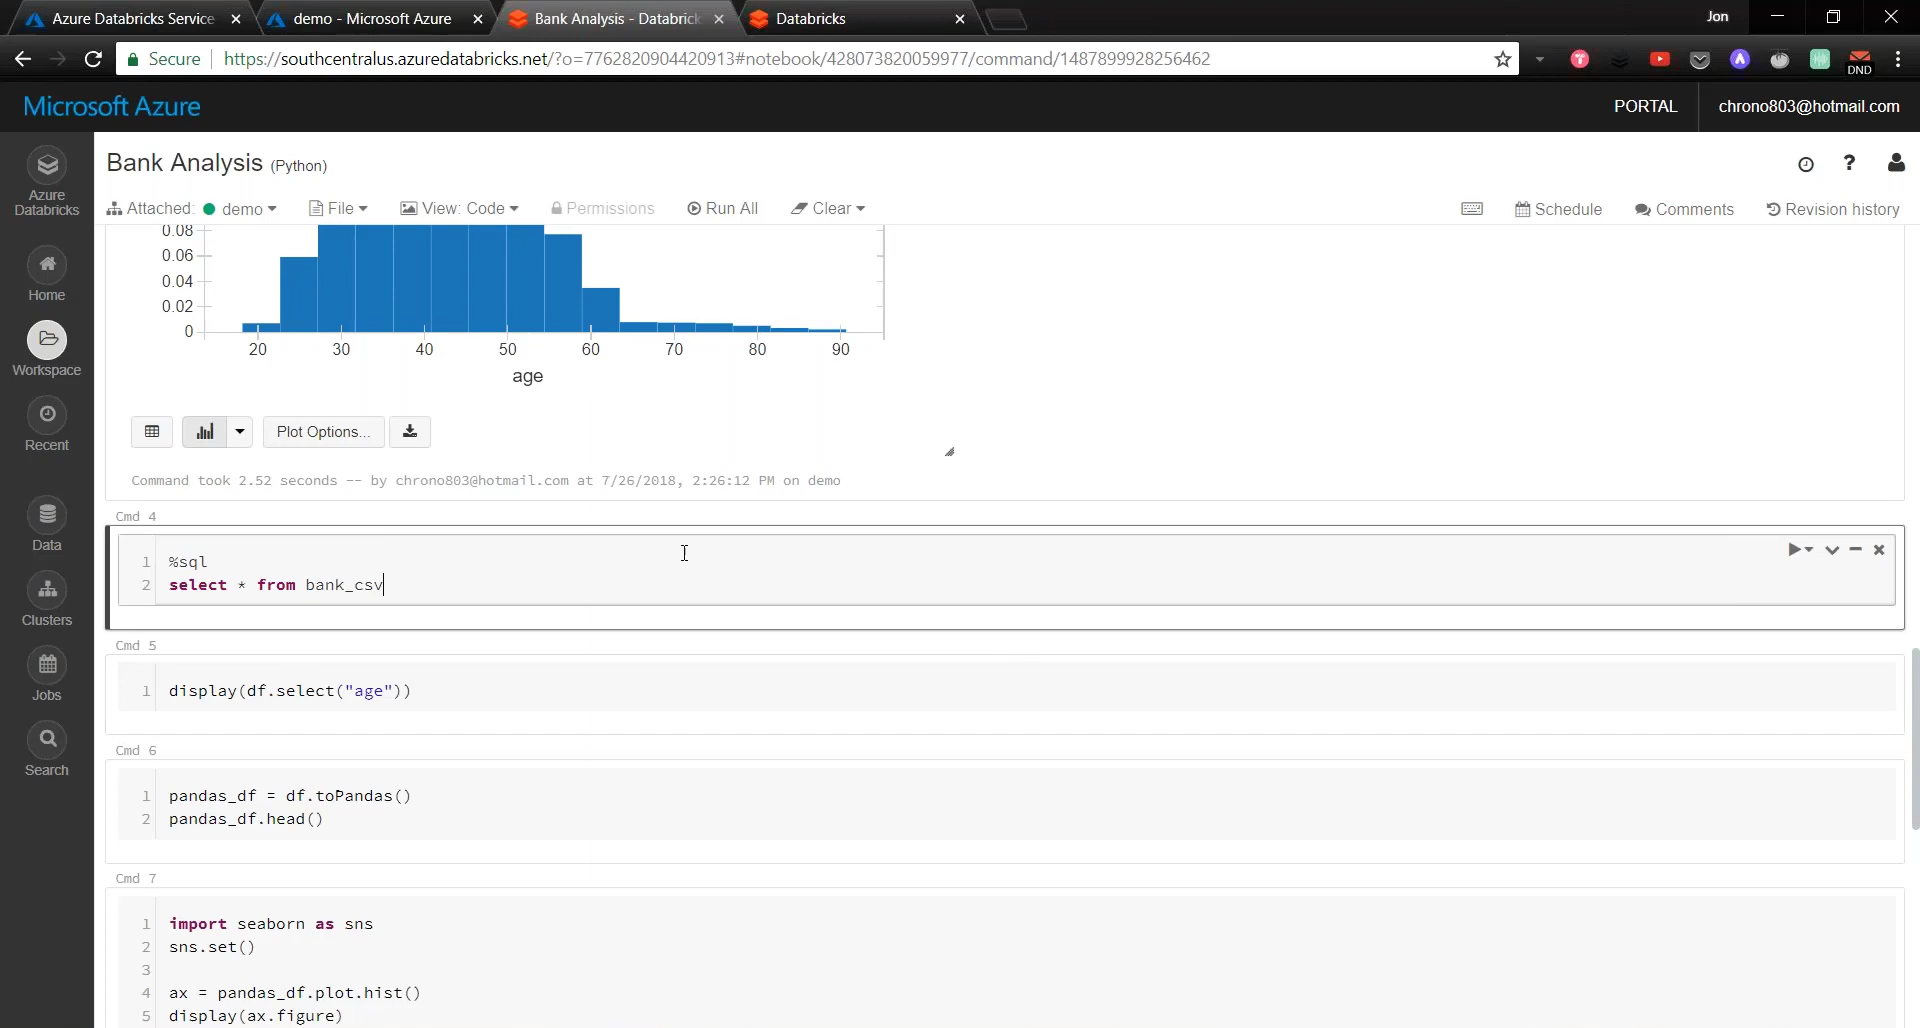 Azure Databricks Service
demo - Microsoft Azure
Bank Analysis - Databrick
Databricks
Jon
Secure
https://southcentralus.azuredatabricks.net/?o=7762820904420913#notebook/428073820059977/command/1487899928256462
DND
Microsoft Azure
PORTAL
chrono803@hotmail.com
Azure
Databricks
Home
Workspace
Recent
Data
Clusters
Jobs
Search
Bank Analysis (Python)
Attached: demo
File
View: Code
Permissions
Run All
Clear
Schedule
Comments
Revision history
0.08
0.06
0.04
0.02
0
20 30 40 50 60 70 80 90
age
Plot Options...
Command took 2.52 seconds -- by chrono803@hotmail.com at 7/26/2018, 2:26:12 PM on demo
Cmd 4
1 %sql
2 select * from bank_csv
Cmd 5
1 display(df.select("age"))
Cmd 6
1 pandas_df = df.toPandas()
2 pandas_df.head()
Cmd 7
1 import seaborn as sns
2 sns.set()
3
4 ax = pandas_df.plot.hist()
5 display(ax.figure)